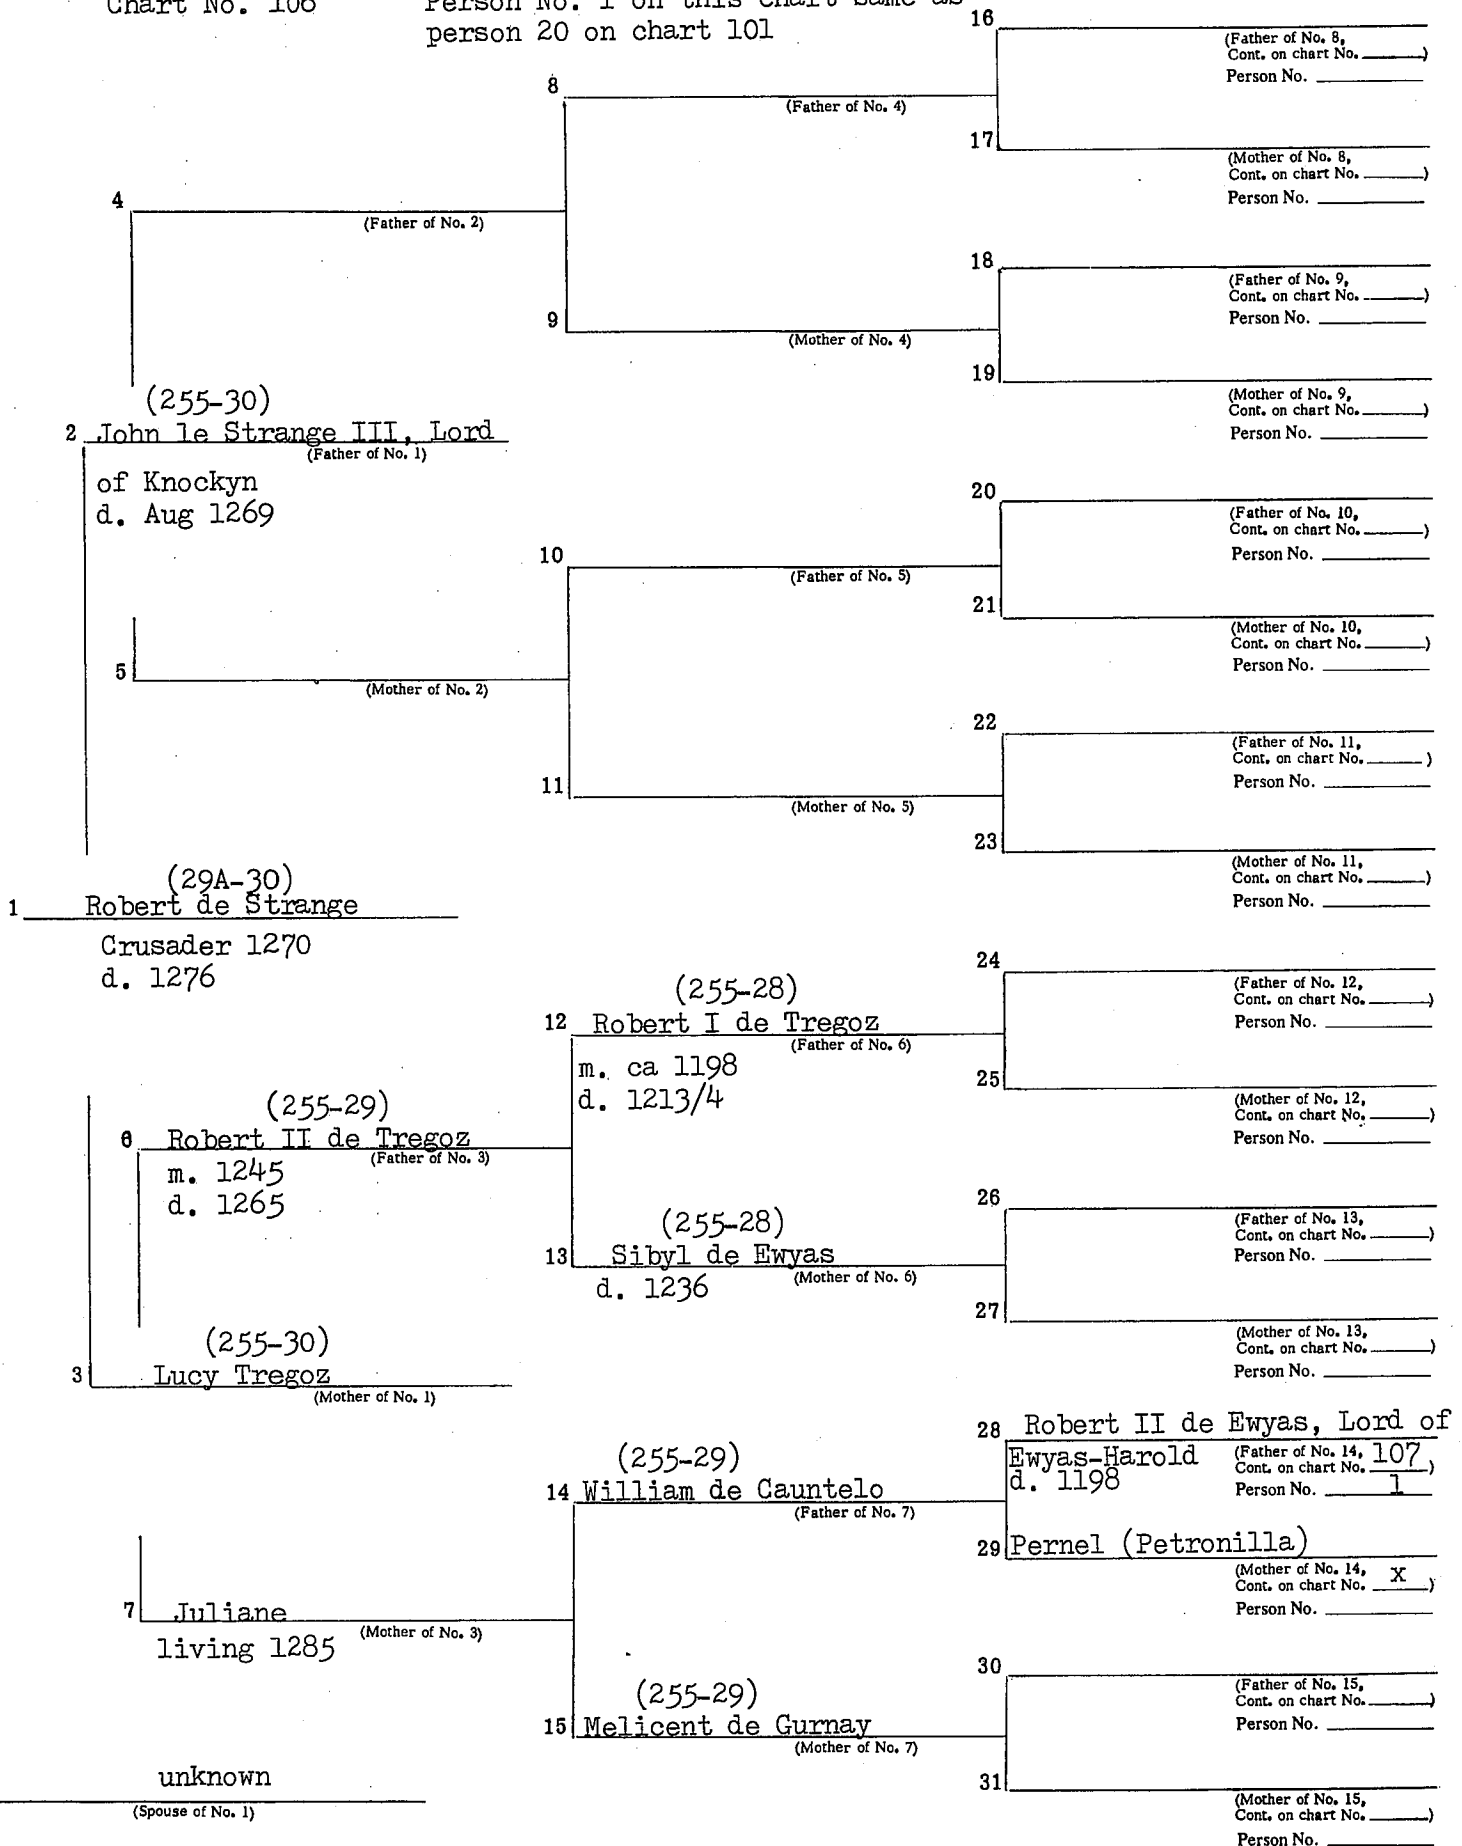 Chart No. 106
Person No. 1 on this chart same as
person 20 on chart 101
16
(Father of No. 8,
Cont. on chart No. )
Person No.
8
(Father of No. 4)
17
(Mother of No. 8,
Cont. on chart No. )
Person No.
4
(Father of No. 2)
18
(Father of No. 9,
Cont. on chart No. )
Person No.
9
(Mother of No. 4)
19
(Mother of No. 9,
Cont. on chart No. )
Person No.
(255-30)
2 John le Strange III, Lord
(Father of No. 1)
of Knockyn
d. Aug 1269
20
(Father of No. 10,
Cont. on chart No. )
Person No.
10
(Father of No. 5)
21
(Mother of No. 10,
Cont. on chart No. )
Person No.
5
(Mother of No. 2)
22
(Father of No. 11,
Cont. on chart No. )
Person No.
11
(Mother of No. 5)
23
(Mother of No. 11,
Cont. on chart No. )
Person No.
(29A-30)
1 Robert de Strange
Crusader 1270
d. 1276
24
(Father of No. 12,
Cont. on chart No. )
Person No.
(255-28)
12 Robert I de Tregoz
(Father of No. 6)
m. ca 1198
d. 1213/4
25
(Mother of No. 12,
Cont. on chart No. )
Person No.
(255-29)
6 Robert II de Tregoz
(Father of No. 3)
m. 1245
d. 1265
26
(Father of No. 13,
Cont. on chart No. )
Person No.
(255-28)
13 Sibyl de Ewyas
(Mother of No. 6)
d. 1236
27
(Mother of No. 13,
Cont. on chart No. )
Person No.
(255-30)
3 Lucy Tregoz
(Mother of No. 1)
28 Robert II de Ewyas, Lord of
Ewyas-Harold
d. 1198
(Father of No. 14,
Cont. on chart No. 107)
Person No. 1
(255-29)
14 William de Cauntelo
(Father of No. 7)
29 Pernel (Petronilla)
(Mother of No. 14,
Cont. on chart No. x)
Person No.
7 Juliane
(Mother of No. 3)
living 1285
30
(Father of No. 15,
Cont. on chart No. )
Person No.
(255-29)
15 Melicent de Gurnay
(Mother of No. 7)
31
(Mother of No. 15,
Cont. on chart No. )
Person No.
unknown
(Spouse of No. 1)